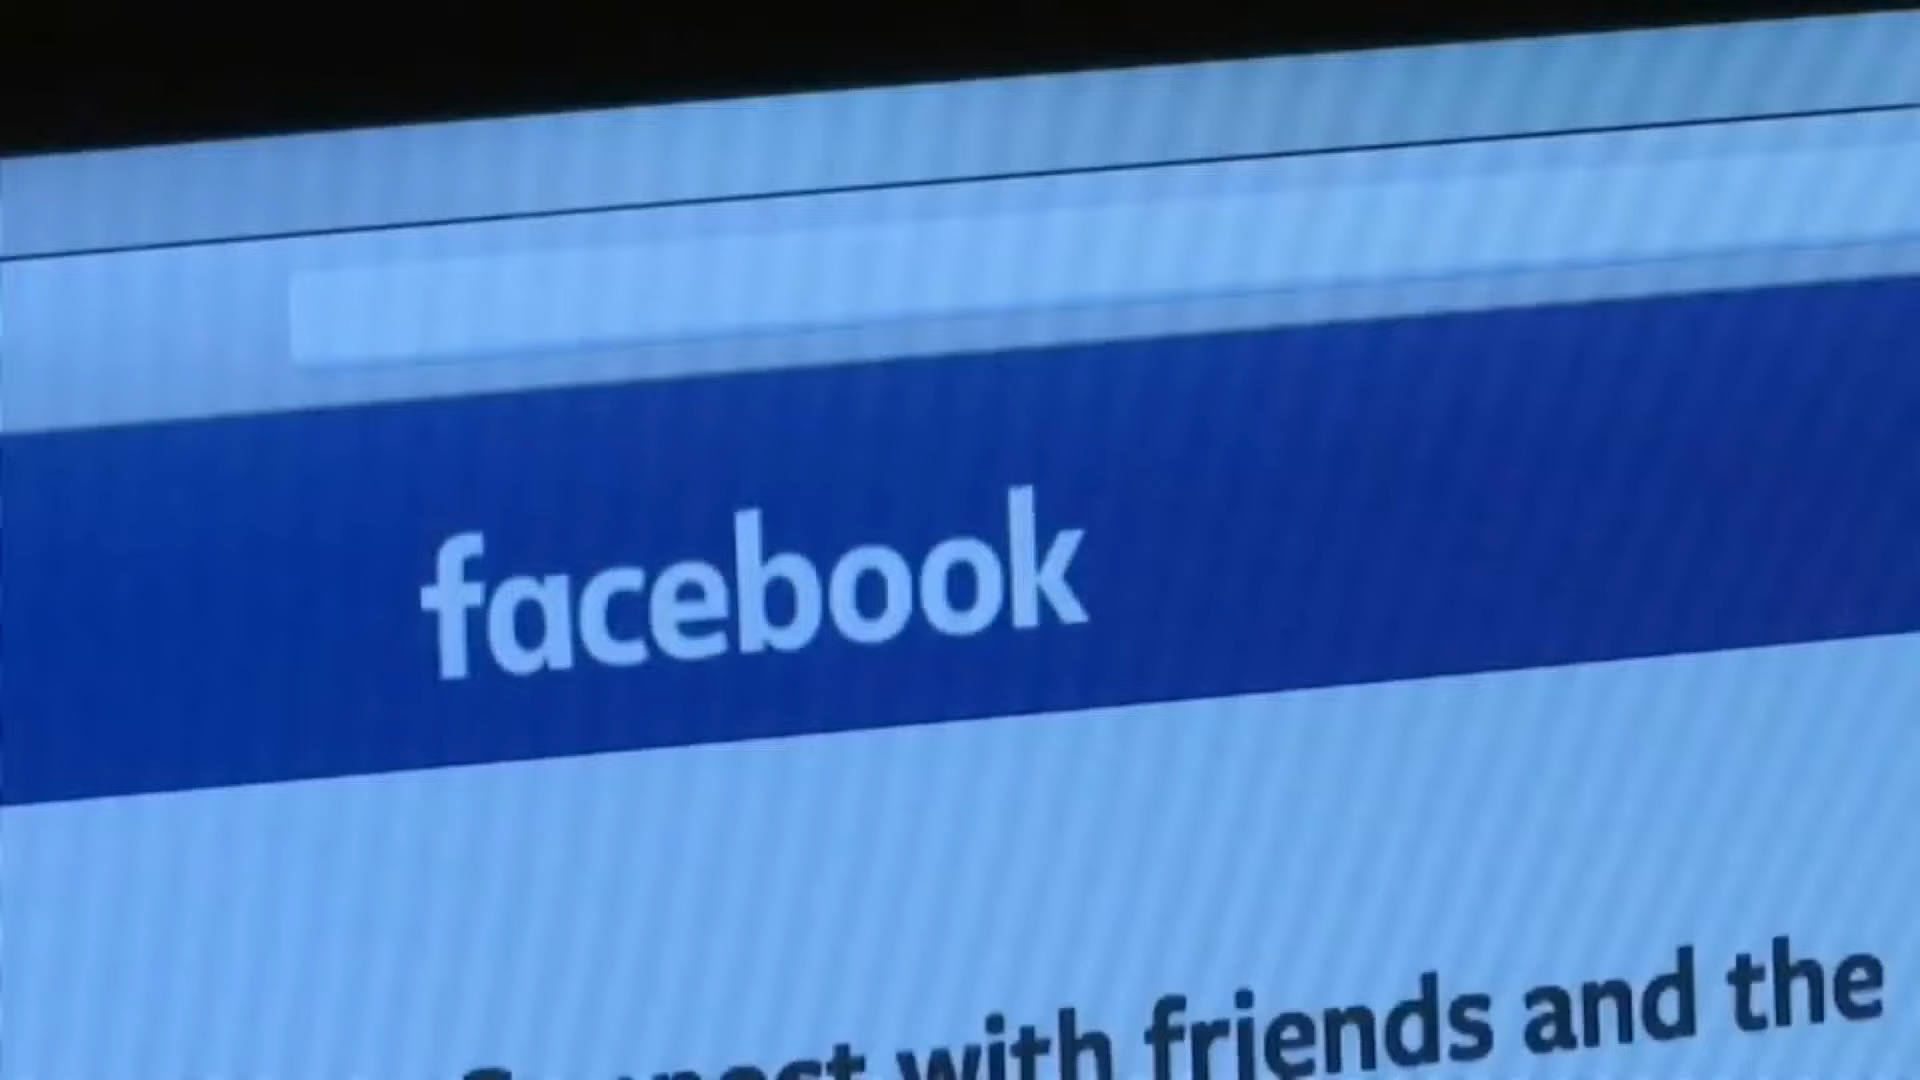 facebook
with friends and the